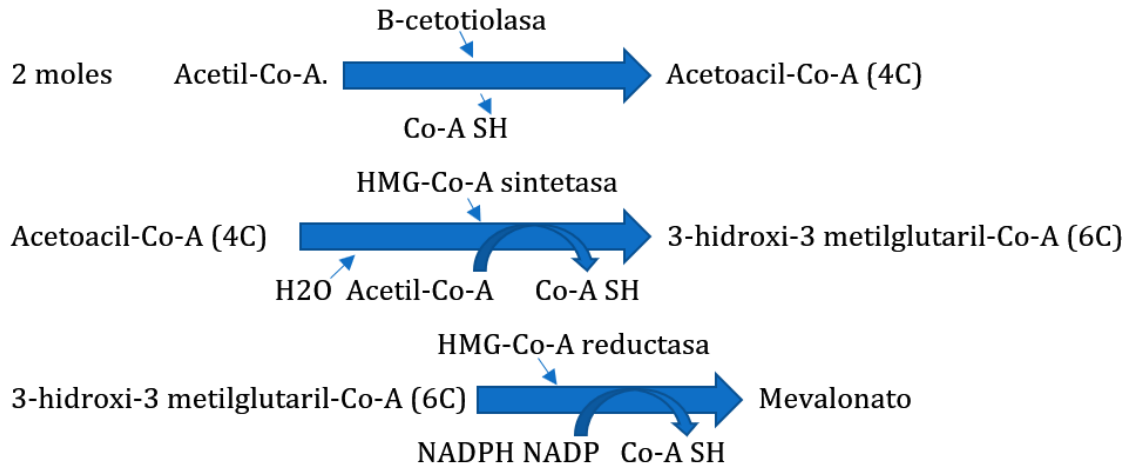 B-cetotiolasa
2 moles Acetil-Co-A. Acetoacil-Co-A (4C)
Co-A SH
HMG-Co-A sintetasa
Acetoacil-Co-A (4C) 3-hidroxi-3 metilglutaril-Co-A (6C)
H2O Acetil-Co-A Co-A SH
HMG-Co-A reductasa
3-hidroxi-3 metilglutaril-Co-A (6C) Mevalonato
NADPH NADP Co-A SH